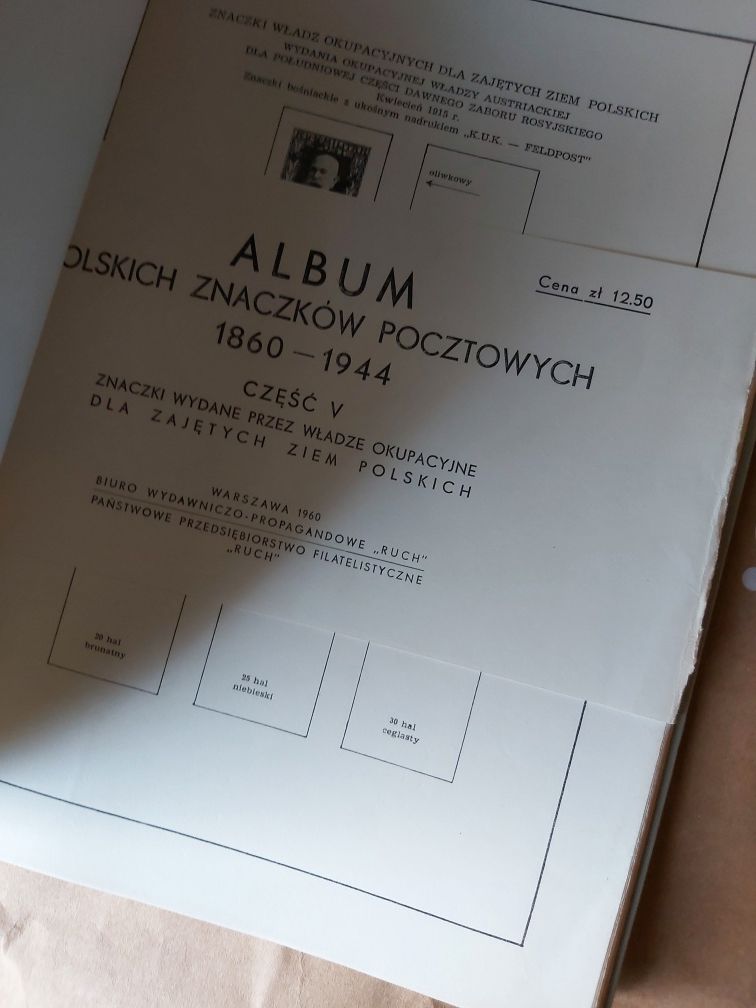 ZNACZKI WŁADZ OKUPACYJNYCH DLA ZAJĘTYCH ZIEM POLSKICH
WYDANIA OKUPACYJNEJ WŁADZY AUSTRIACKIEJ
DLA POŁUDNIOWEJ CZĘŚCI DAWNEGO ZABORU ROSYJSKIEGO
Kwiecień 1915 r.
Znaczki bośniackie z ukośnym nadrukiem „K.U.K. — FELDPOST"
oliwkowy
ALBUM
Cena zł 12.50
OLSKICH ZNACZKÓW POCZTOWYCH
1860 — 1944
CZĘŚĆ V
ZNACZKI WYDANE PRZEZ WŁADZE OKUPACYJNE
DLA ZAJĘTYCH ZIEM POLSKICH
WARSZAWA 1960
BIURO WYDAWNICZO-PROPAGANDOWE „RUCH"
PAŃSTWOWE PRZEDSIĘBIORSTWO FILATELISTYCZNE
„RUCH"
20 hal
brunatny
25 hal
niebieski
30 hal
ceglasty